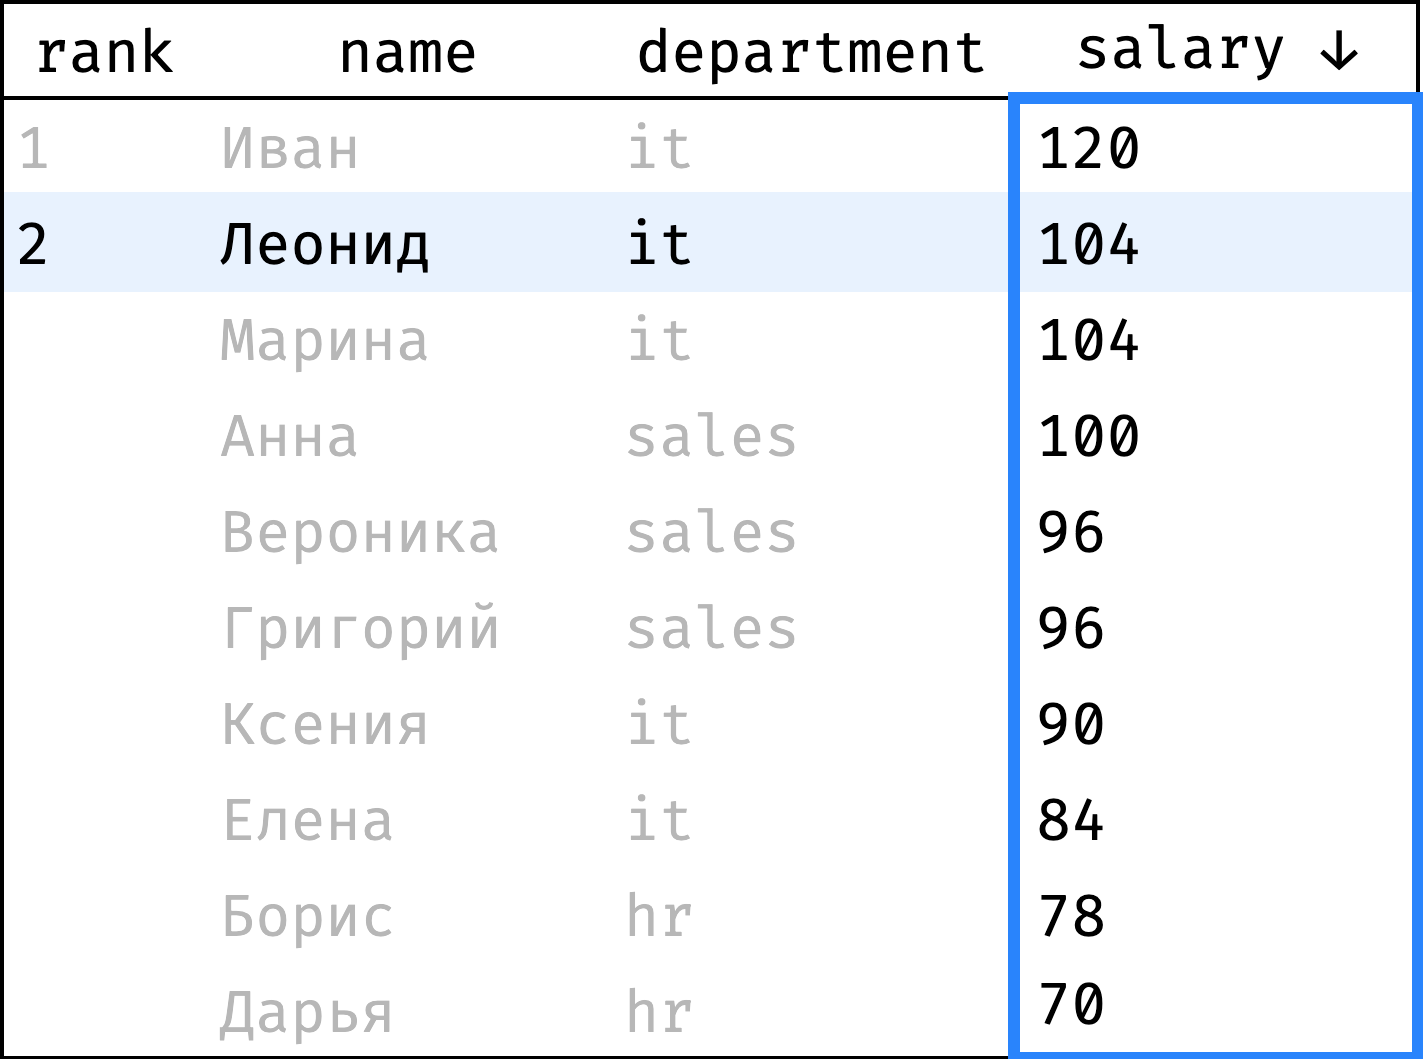 rank name department salary ↓
1 Иван it 120
2 Леонид it 104
Марина it 104
Анна sales 100
Вероника sales 96
Григорий sales 96
Ксения it 90
Елена it 84
Борис hr 78
Дарья hr 70